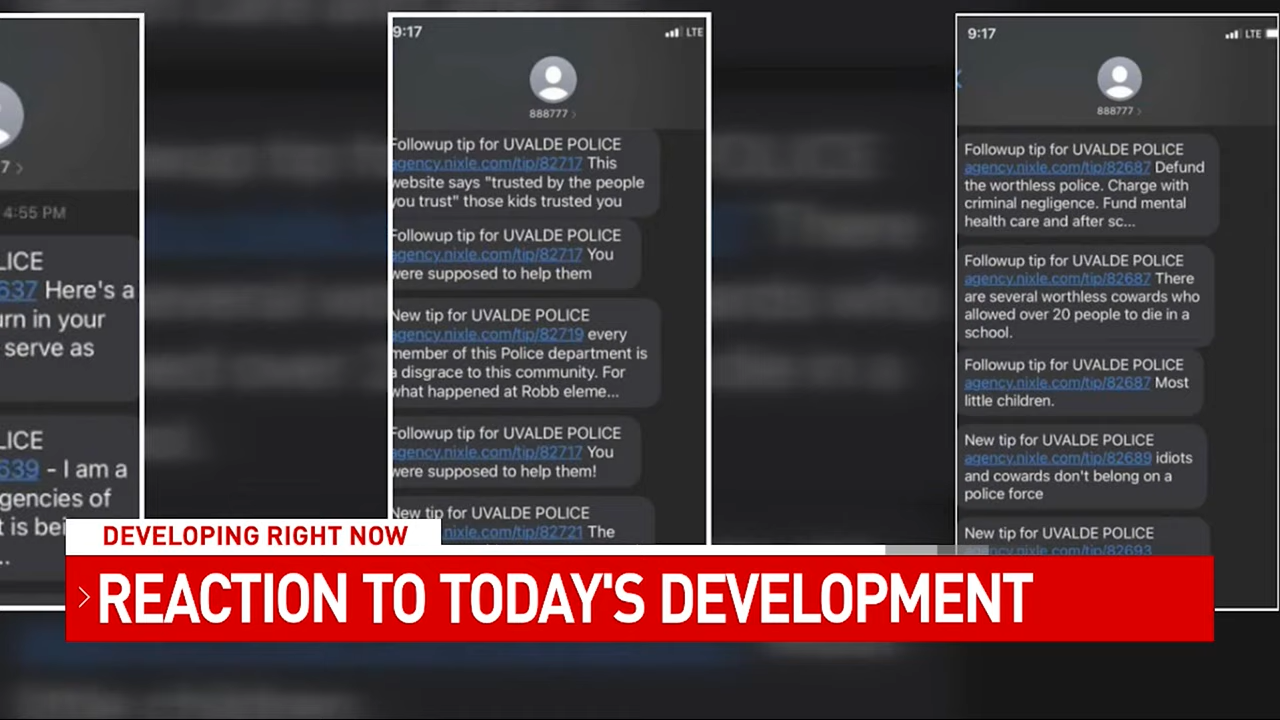 7 >
4:55 PM
LICE
637 Here's a
urn in your
serve as
LICE
639 - I am a
gencies of
t is bei
..
9:17
LTE
888777 >
Followup tip for UVALDE POLICE
agency.nixle.com/tip/82717 This
website says "trusted by the people
you trust" those kids trusted you
Followup tip for UVALDE POLICE
agency.nixle.com/tip/82717 You
were supposed to help them
New tip for UVALDE POLICE
agency.nixle.com/tip/82719 every
member of this Police department is
a disgrace to this community. For
what happened at Robb eleme...
Followup tip for UVALDE POLICE
agency.nixle.com/tip/82717 You
were supposed to help them!
New tip for UVALDE POLICE
.nixle.com/tip/82721 The
9:17
LTE
888777 >
Followup tip for UVALDE POLICE
agency.nixle.com/tip/82687 Defund
the worthless police. Charge with
criminal negligence. Fund mental
health care and after sc...
Followup tip for UVALDE POLICE
agency.nixle.com/tip/82687 There
are several worthless cowards who
allowed over 20 people to die in a
school.
Followup tip for UVALDE POLICE
agency.nixle.com/tip/82687 Most
little children.
New tip for UVALDE POLICE
agency.nixle.com/tip/82689 idiots
and cowards don't belong on a
police force
New tip for UVALDE POLICE
agency.nixle.com/tip/82693
DEVELOPING RIGHT NOW
REACTION TO TODAY'S DEVELOPMENT